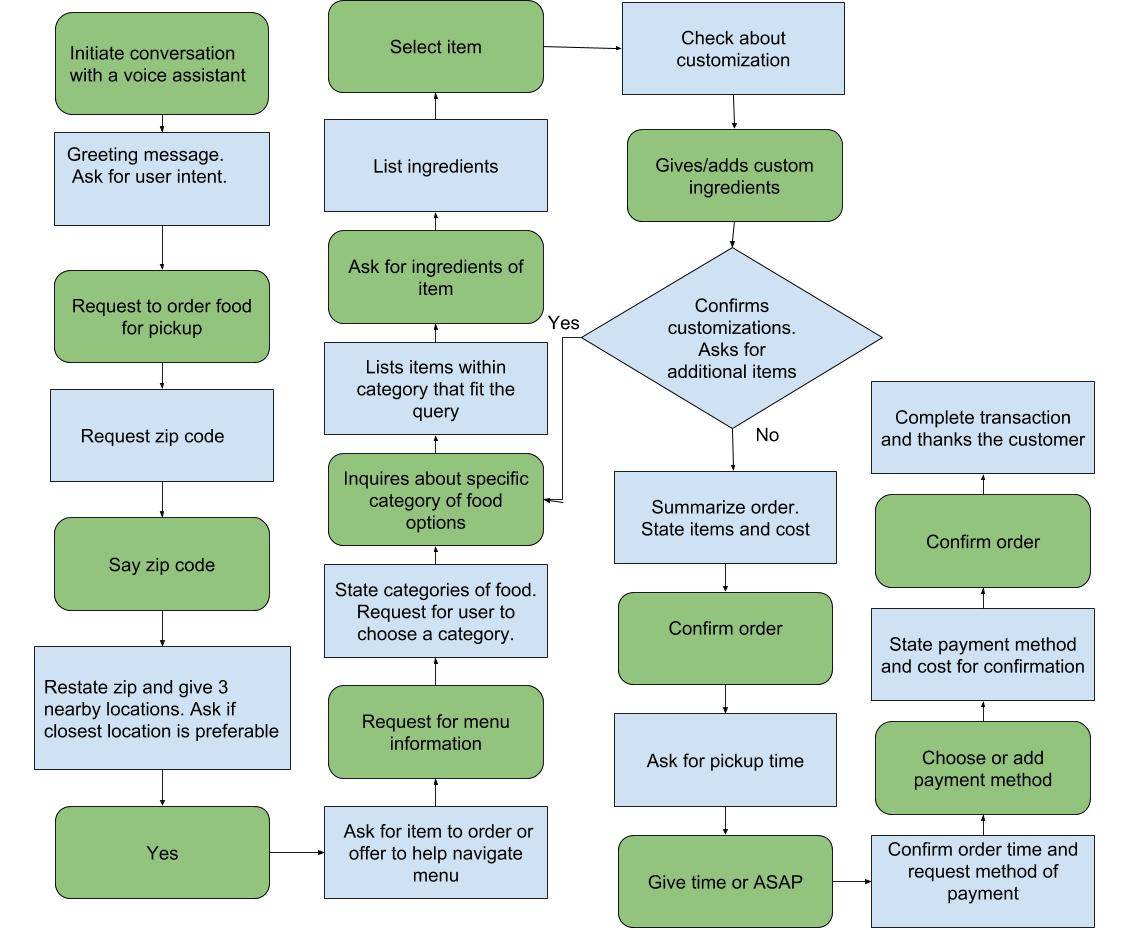 Initiate conversation
with a voice assistant
Greeting message.
Ask for user intent.
Request to order food
for pickup
Request zip code
Say zip code
Restate zip and give 3
nearby locations. Ask if
closest location is preferable
Yes
Ask for item to order or
offer to help navigate
menu
Request for menu
information
State categories of food.
Request for user to
choose a category.
Inquires about specific
category of food
options
Lists items within
category that fit the
query
Ask for ingredients of
item
List ingredients
Select item
Check about
customization
Gives/adds custom
ingredients
Confirms
customizations.
Asks for
additional items
Yes
No
Summarize order.
State items and cost
Confirm order
Ask for pickup time
Give time or ASAP
Confirm order time and
request method of
payment
Choose or add
payment method
State payment method
and cost for confirmation
Confirm order
Complete transaction
and thanks the customer